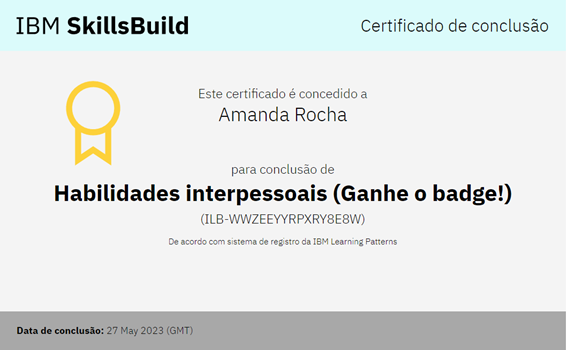 IBM SkillsBuild
Certificado de conclusão
Este certificado é concedido a
Amanda Rocha
para conclusão de
Habilidades interpessoais (Ganhe o badge!)
(ILB-WWZEEYYRPXRY8E8W)
De acordo com sistema de registro da IBM Learning Patterns
Data de conclusão: 27 May 2023 (GMT)